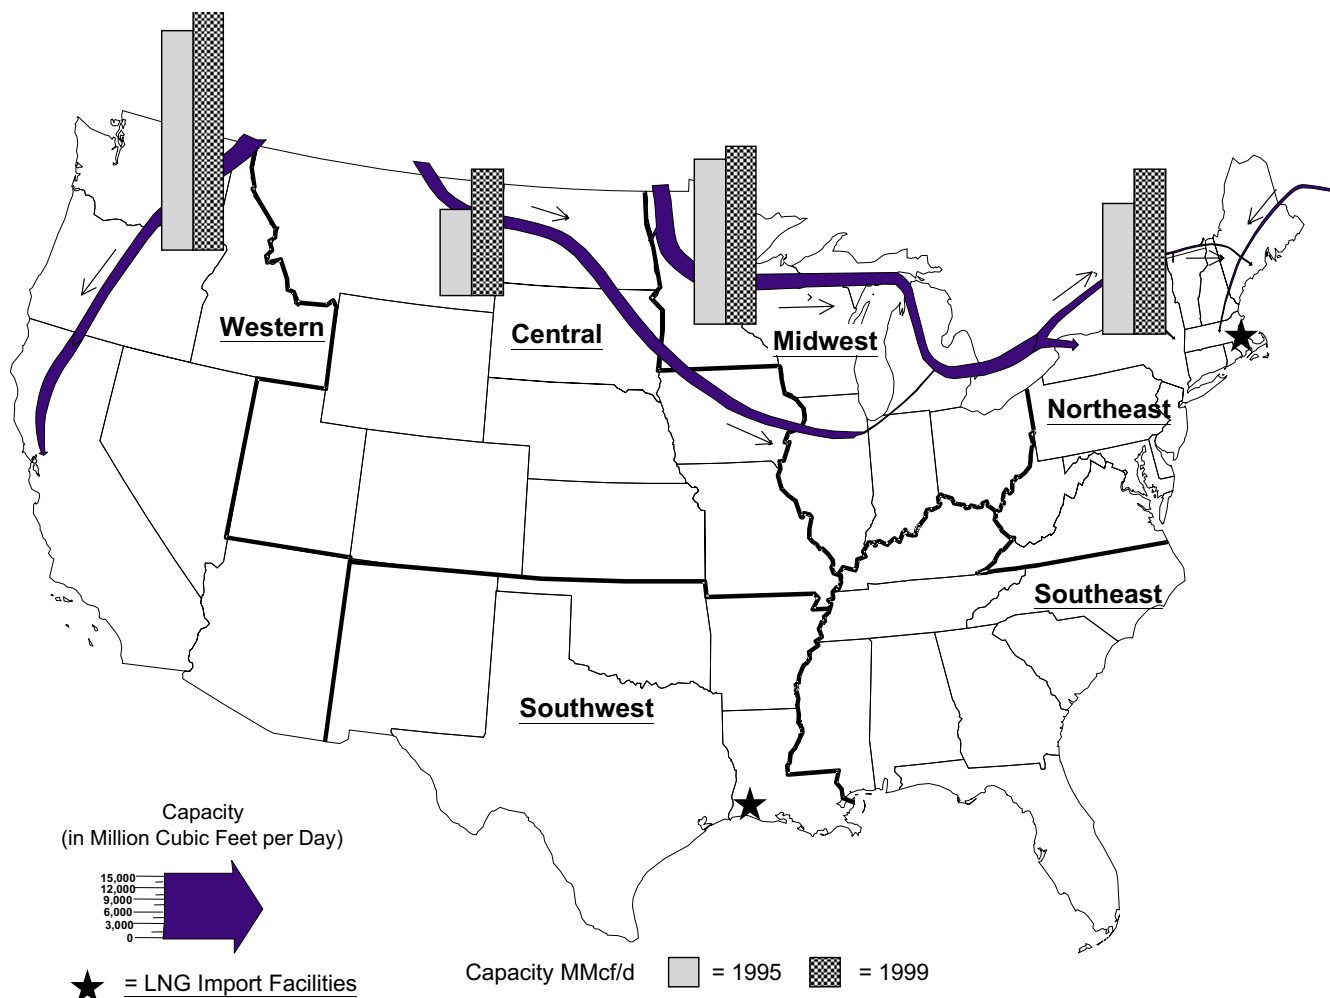 Western
Central
Midwest
Northeast
Southeast
Southwest
Capacity
(in Million Cubic Feet per Day)
15,000
12,000
9,000
6,000
3,000
0
= LNG Import Facilities
Capacity MMcf/d = 1995 = 1999